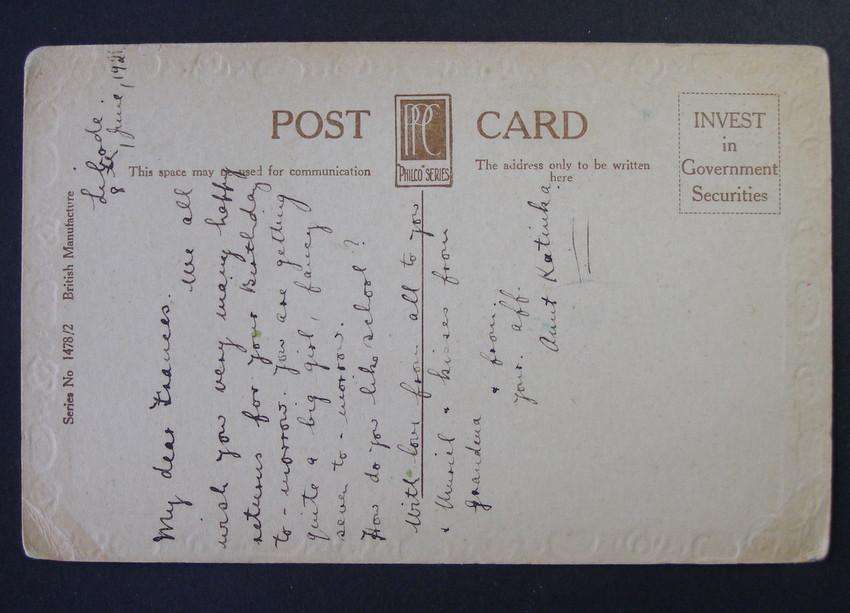 POST CARD
PPC
"PHILCO" SERIES
This space may be used for communication
The address only to be written here
INVEST
in
Government
Securities
Series No 1478/2 British Manufacture
Libode.
8 June, 192
My dear Frances.
We all
wish you very many happy
returns for your Birthday
to-morrow. You are getting
quite a big girl, fancy
seven to-morrow.
How do you like school?
With love from all to you
& Muriel & kisses from
Grandma
& from
your aff.
Aunt Katinka.